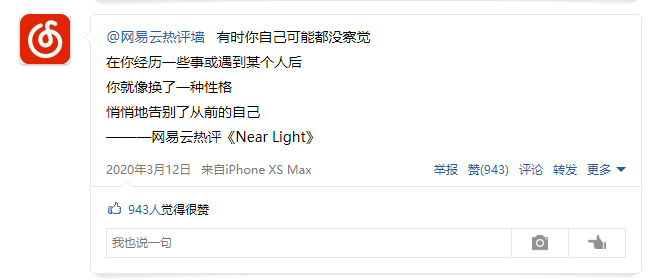 @网易云热评墙 有时你自己可能都没察觉
在你经历一些事或遇到某个人后
你就像换了一种性格
悄悄地告别了从前的自己
———网易云热评《Near Light》
2020年3月12日 来自iPhone XS Max 举报 赞(943) 评论 转发 更多
943人觉得很赞
我也说一句